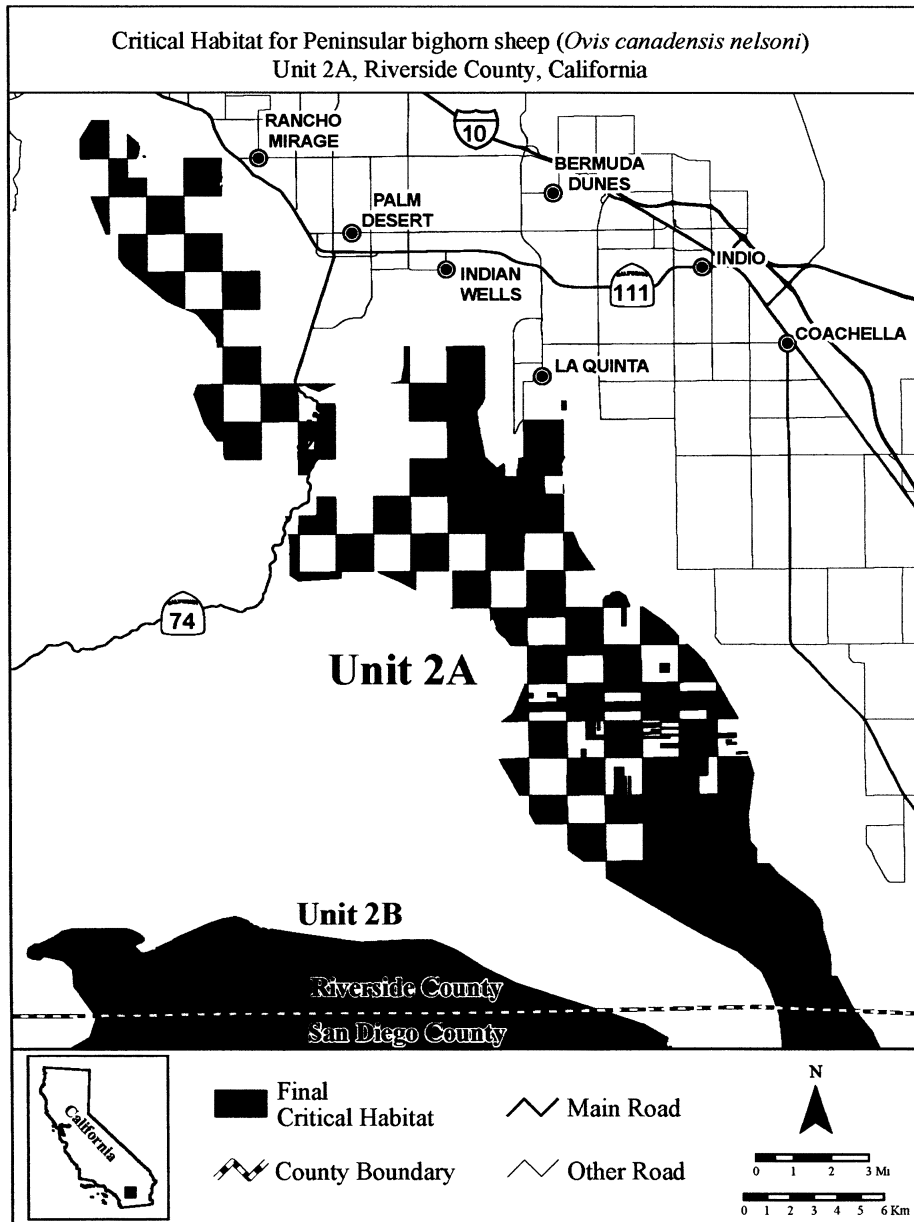 Critical Habitat for Peninsular bighorn sheep (Ovis canadensis nelsoni)
Unit 2A, Riverside County, California
RANCHO
MIRAGE
10
BERMUDA
DUNES
PALM
DESERT
INDIO
INDIAN
WELLS
CALIFORNIA
111
COACHELLA
LA QUINTA
CALIFORNIA
74
Unit 2A
Unit 2B
Riverside County
San Diego County
California
Final
Critical Habitat
County Boundary
Main Road
Other Road
N
0 1 2 3 Mi
0 1 2 3 4 5 6 Km